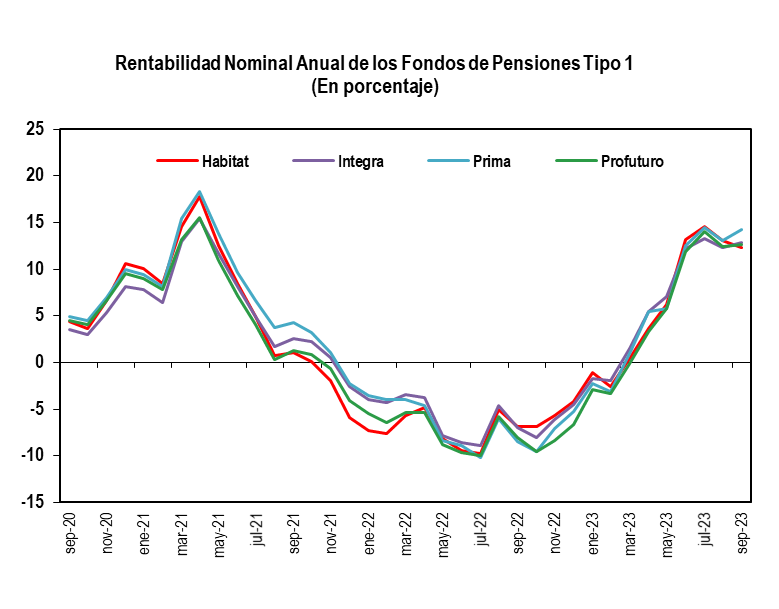 Rentabilidad Nominal Anual de los Fondos de Pensiones Tipo 1
(En porcentaje)
25
20
15
10
5
0
-5
-10
-15
Habitat Integra Prima Profuturo
sep-20 nov-20 ene-21 mar-21 may-21 jul-21 sep-21 nov-21 ene-22 mar-22 may-22 jul-22 sep-22 nov-22 ene-23 mar-23 may-23 jul-23 sep-23